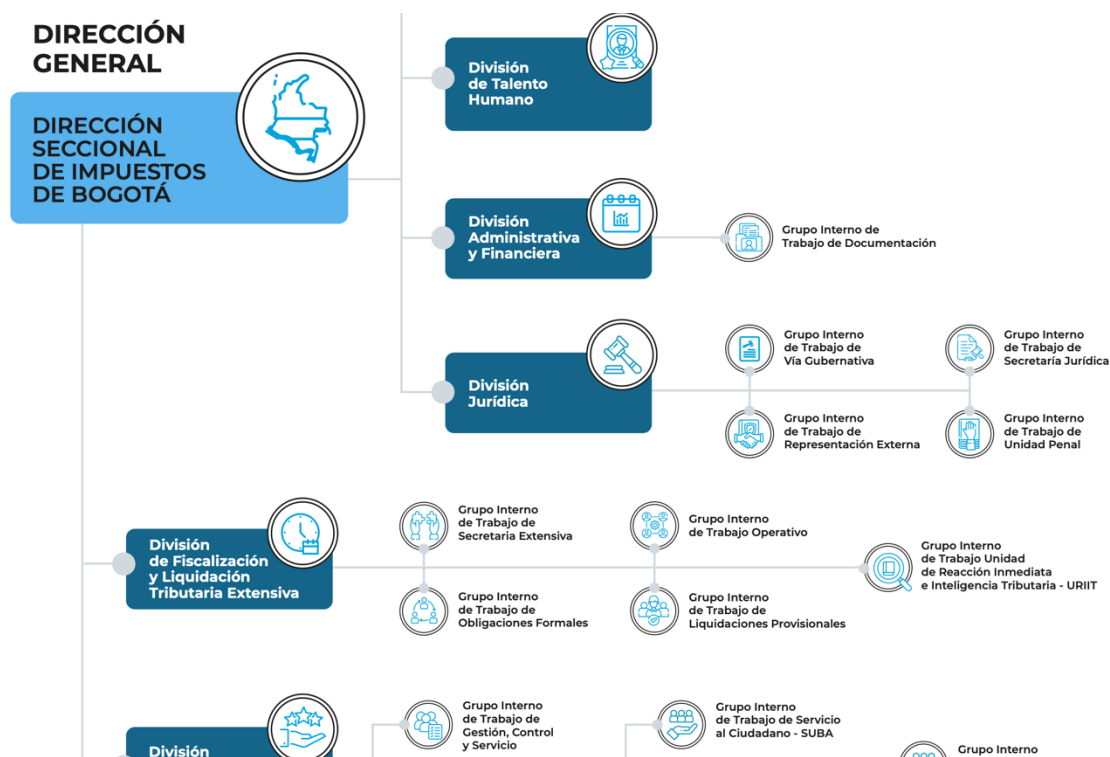 DIRECCIÓN
GENERAL
DIRECCIÓN
SECCIONAL
DE IMPUESTOS
DE BOGOTÁ
División
de Talento
Humano
División
Administrativa
y Financiera
Grupo Interno de
Trabajo de Documentación
División
Jurídica
Grupo Interno
de Trabajo de
Vía Gubernativa
Grupo Interno
de Trabajo de
Secretaría Jurídica
Grupo Interno
de Trabajo de
Representación Externa
Grupo Interno
de Trabajo de
Unidad Penal
División
de Fiscalización
y Liquidación
Tributaria Extensiva
Grupo Interno
de Trabajo de
Secretaria Extensiva
Grupo Interno
de Trabajo Operativo
Grupo Interno
de Trabajo Unidad
de Reacción Inmediata
e Inteligencia Tributaria - URIIT
Grupo Interno
de Trabajo de
Obligaciones Formales
Grupo Interno
de Trabajo de
Liquidaciones Provisionales
División
Grupo Interno
de Trabajo de
Gestión, Control
y Servicio
Grupo Interno
de Trabajo de Servicio
al Ciudadano - SUBA
Grupo Interno